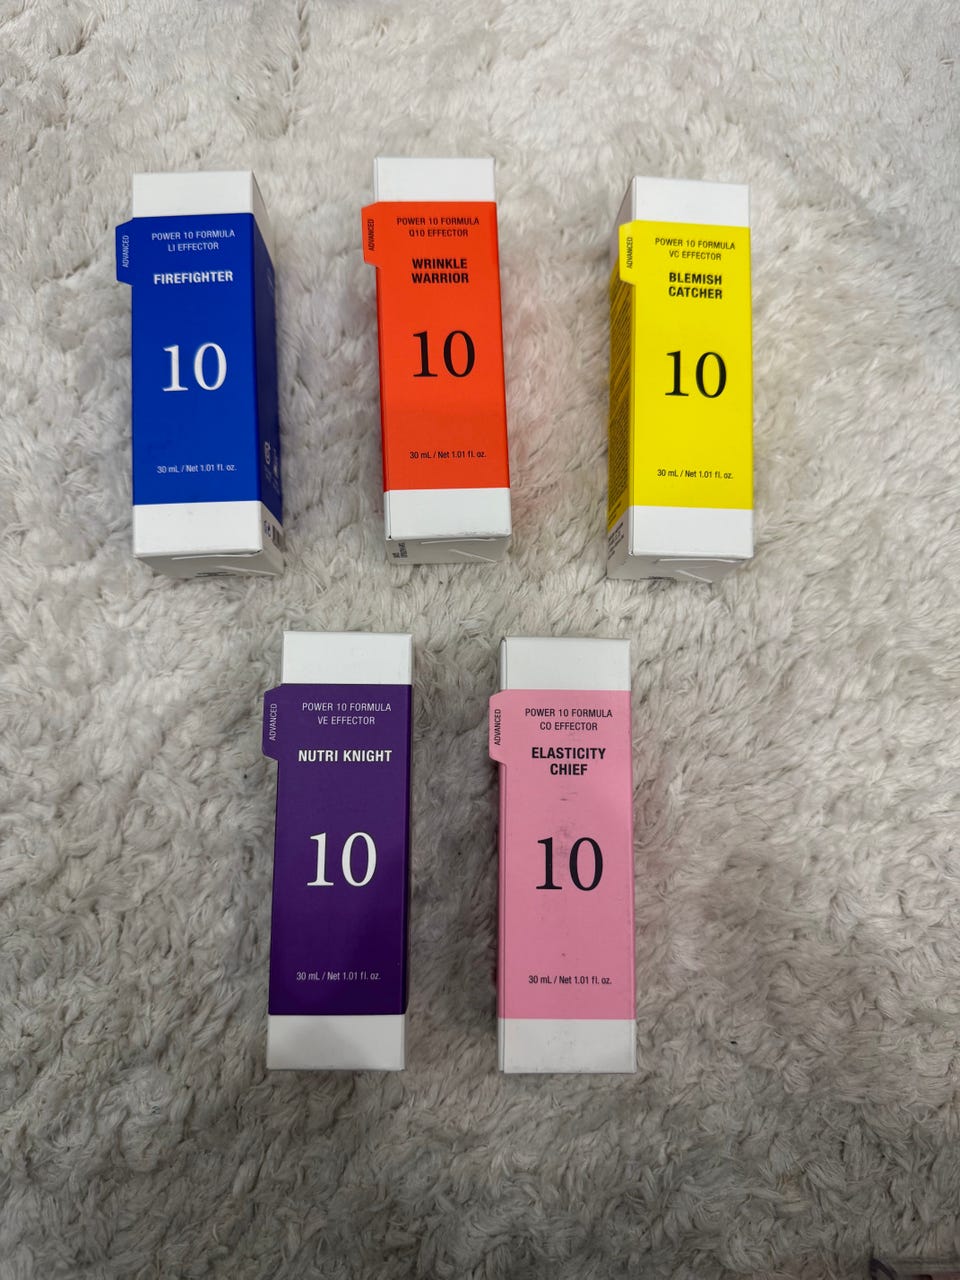 ADVANCED
POWER 10 FORMULA
LI EFFECTOR
FIREFIGHTER
10
30 mL / Net 1.01 fl. oz.
ADVANCED
POWER 10 FORMULA
Q10 EFFECTOR
WRINKLE
WARRIOR
10
30 mL / Net 1.01 fl. oz.
ADVANCED
POWER 10 FORMULA
VC EFFECTOR
BLEMISH
CATCHER
10
30 mL / Net 1.01 fl. oz.
ADVANCED
POWER 10 FORMULA
VE EFFECTOR
NUTRI KNIGHT
10
30 mL / Net 1.01 fl. oz.
ADVANCED
POWER 10 FORMULA
CO EFFECTOR
ELASTICITY
CHIEF
10
30 mL / Net 1.01 fl. oz.